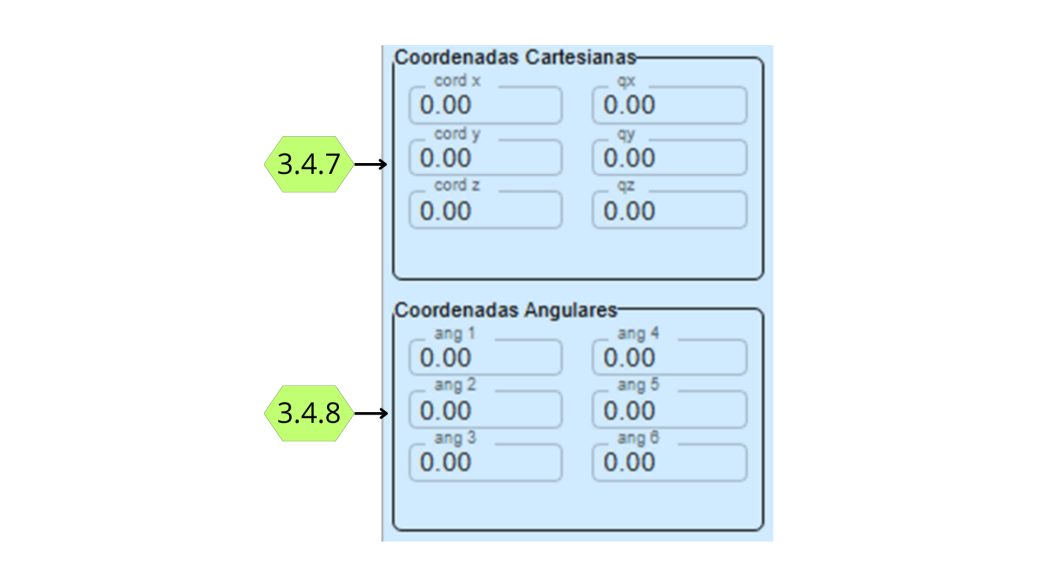 Coordenadas Cartesianas
cord x qx
0.00 0.00
cord y qy
3.4.7 0.00 0.00
cord z qz
0.00 0.00
Coordenadas Angulares
ang 1 ang 4
0.00 0.00
ang 2 ang 5
3.4.8 0.00 0.00
ang 3 ang 6
0.00 0.00